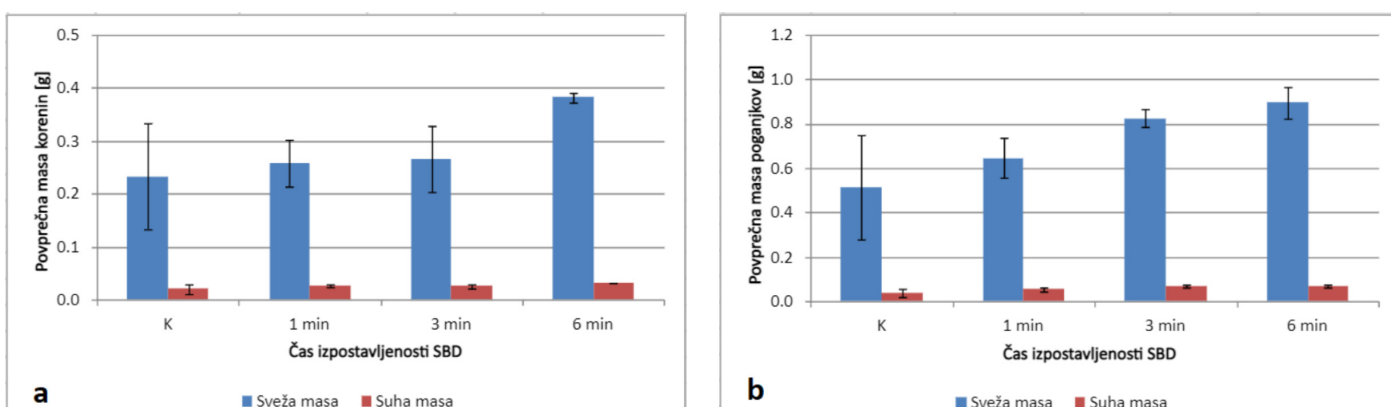 Povprečna masa korenin [g]
0.5
0.4
0.3
0.2
0.1
0.0
K 1 min 3 min 6 min
Čas izpostavljenosti SBD
a
Sveža masa Suha masa
Povprečna masa poganjkov [g]
1.2
1.0
0.8
0.6
0.4
0.2
0.0
K 1 min 3 min 6 min
Čas izpostavljenosti SBD
b
Sveža masa Suha masa